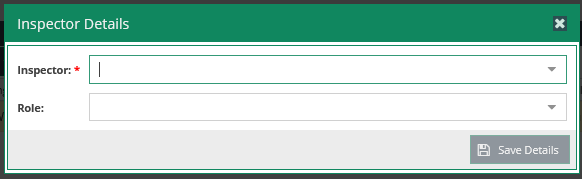 Inspector Details
Inspector: *
Role:
Save Details